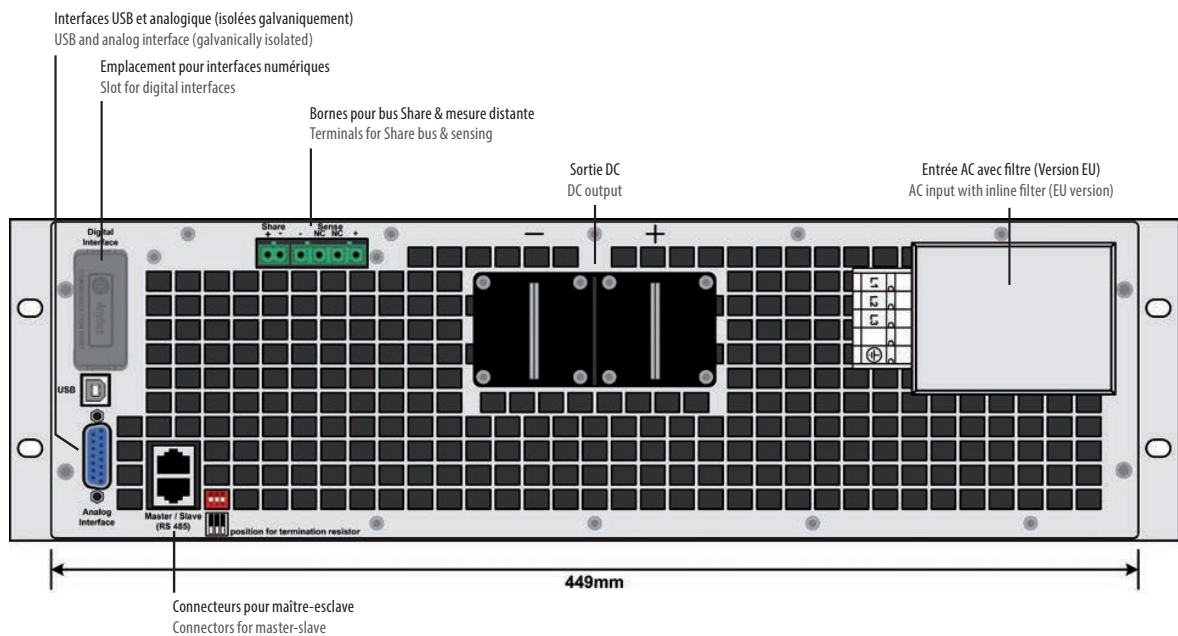 Interfaces USB et analogique (isolées galvaniquement)
USB and analog interface (galvanically isolated)
Emplacement pour interfaces numériques
Slot for digital interfaces
Bornes pour bus Share & mesure distante
Terminals for Share bus & sensing
Sortie DC
DC output
Entrée AC avec filtre (Version EU)
AC input with inline filter (EU version)
Digital
Interface
Share
+ -
Sense
- NC NC +
− +
Anybus
L1
L2
L3
USB
Analog
Interface
Master / Slave
(RS 485)
position for termination resistor
449mm
Connecteurs pour maître-esclave
Connectors for master-slave